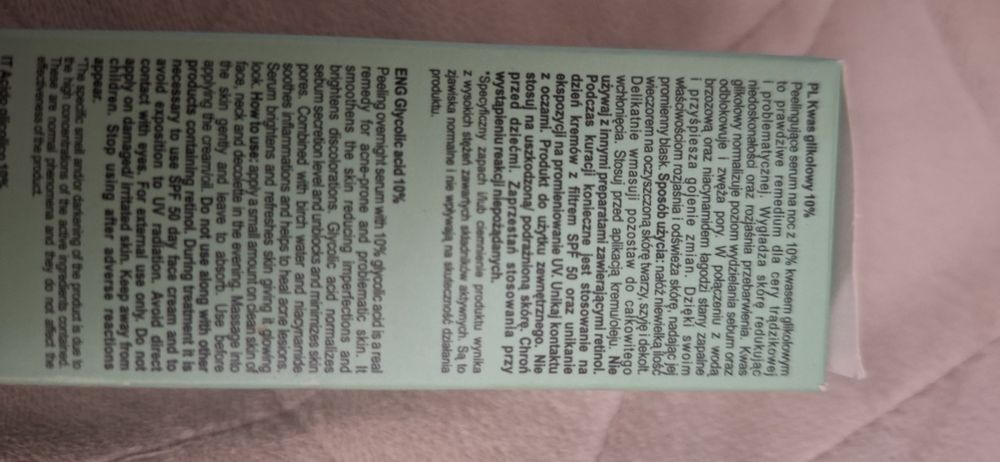 PL Kwas glikolowy 10%
Peelingujące serum na noc z 10% kwasem glikolowym
to prawdziwe remedium dla cery trądzikowej
i problematycznej. Wygładza skórę redukując
niedoskonałości oraz rozjaśnia przebarwienia. Kwas
glikolowy normalizuje poziom wydzielania sebum oraz
odblokowuje i zwęża pory. W połączeniu z wodą
brzozową oraz niacynamidem łagodzi stany zapalne
i przyśpiesza gojenie zmian. Dzięki swoim
właściwościom rozjaśnia i odświeża skórę, nadając jej
promienny blask. Sposób użycia: nałóż niewielką ilość
wieczorem na oczyszczoną skórę twarzy, szyję i dekolt.
Delikatnie wmasuj i pozostaw do całkowitego
wchłonięcia. Stosuj przed aplikacją kremu/oleju. Nie
używaj z innymi preparatami zawierającymi retinol.
Podczas kuracji konieczne jest stosowanie na
dzień kremów z filtrem SPF 50 oraz unikanie
ekspozycji na promieniowanie UV. Unikaj kontaktu
z oczami. Produkt do użytku zewnętrznego. Nie
stosuj na uszkodzoną/ podrażnioną skórę. Chroń
przed dziećmi. Zaprzestań stosowania przy
wystąpieniu reakcji niepożądanych.
*Specyficzny zapach i/lub ciemnienie produktu wynika
z wysokich stężeń zawartych składników aktywnych. Są to
zjawiska normalne i nie wpływają na skuteczność działania
produktu.
ENG Glycolic acid 10%
Peeling overnight serum with 10% glycolic acid is a real
remedy for acne-prone and problematic skin. It
smoothens the skin reducing imperfections and
brightens discolorations. Glycolic acid normalizes
sebum secretion level and unblocks and minimizes skin
pores. Combined with birch water and niacynamide
soothes inflammations and helps to heal acne lesions.
Serum brightens and refreshes skin giving it glowing
look. How to use: apply a small amount on clean skin of
face, neck and decollete in the evening. Massage into
the skin gently and leave to absorb. Use before
applying the cream/oil. Do not use along with other
products containing retinol. During treatment it is
necessary to use SPF 50 day face cream and to
avoid exposition to UV radiation. Avoid direct
contact with eyes. For external use only. Do not
apply on damaged/ irritated skin. Keep away from
children. Stop using after adverse reactions
appear.
*The specific smell and/or darkening of the product is due to
the high concentrations of the active ingredients contained.
These are normal phenomena and they do not affect the
effectiveness of the product.
IT Acido glicolico 10%